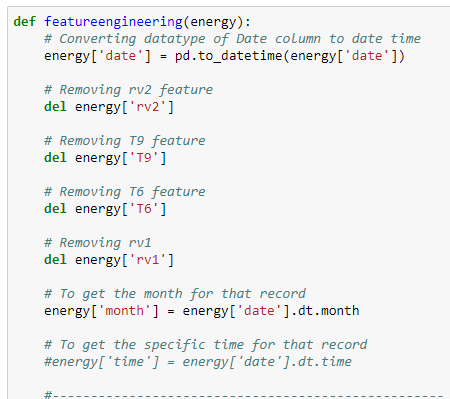 def featureengineering(energy):
# Converting datatype of Date column to date time
energy['date'] = pd.to_datetime(energy['date'])
# Removing rv2 feature
del energy['rv2']
# Removing T9 feature
del energy['T9']
# Removing T6 feature
del energy['T6']
# Removing rv1
del energy['rv1']
# To get the month for that record
energy['month'] = energy['date'].dt.month
# To get the specific time for that record
#energy['time'] = energy['date'].dt.time
#---------------------------------------------------